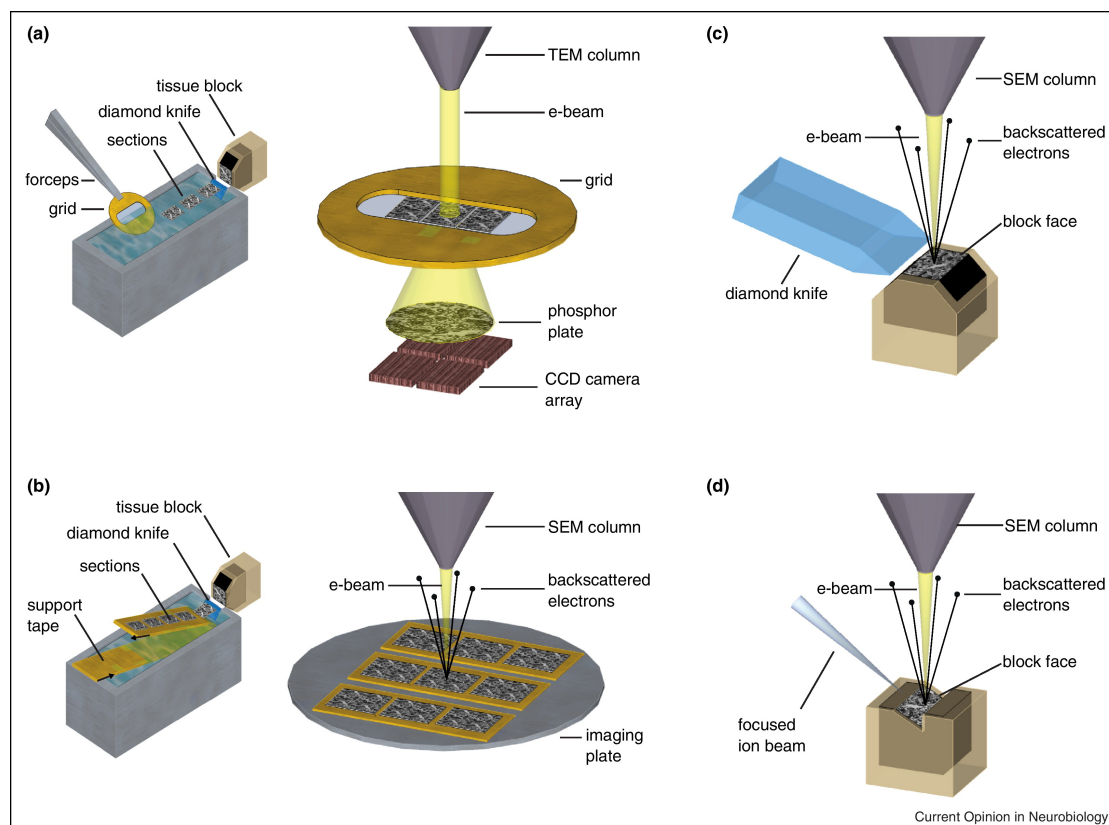 (a)
tissue block
diamond knife
sections
forceps
grid
TEM column
e-beam
grid
phosphor
plate
CCD camera
array
(c)
SEM column
e-beam
backscattered
electrons
block face
diamond knife
(b)
tissue block
diamond knife
sections
support
tape
SEM column
e-beam
backscattered
electrons
imaging
plate
(d)
SEM column
e-beam
backscattered
electrons
block face
focused
ion beam
Current Opinion in Neurobiology